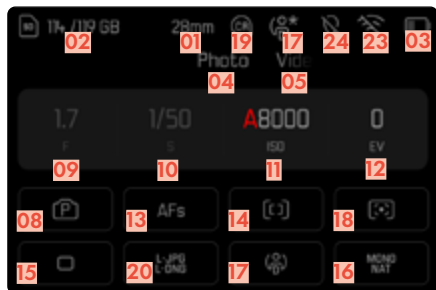 11+ /119 GB 28mm
02 01 19 17 24 23 03
Photo Vide
04 05
1.7 1/50 A8000 0
F S ISO EV
09 10 11 12
P AFs
08 13 14 18
L-JPG MONO
L-DNG NAT
15 20 17 16